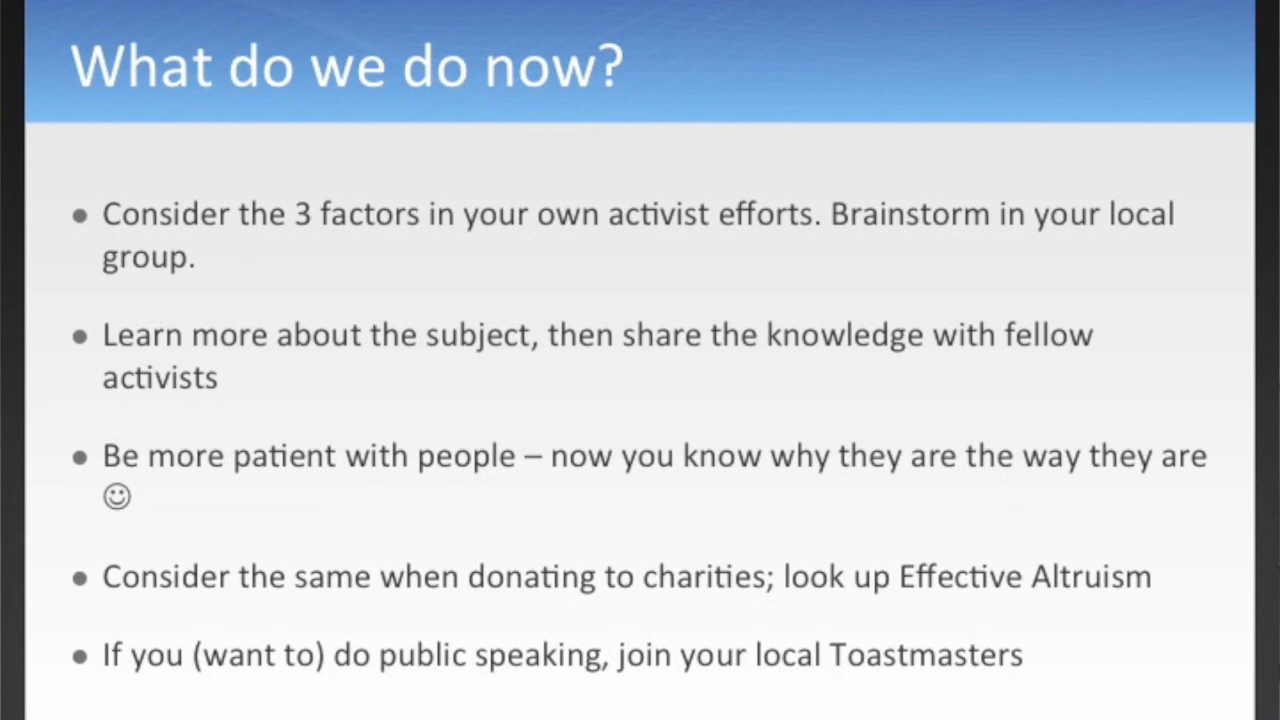 What do we do now?
● Consider the 3 factors in your own activist efforts. Brainstorm in your local
group.
● Learn more about the subject, then share the knowledge with fellow
activists
● Be more patient with people – now you know why they are the way they are
☺
● Consider the same when donating to charities; look up Effective Altruism
● If you (want to) do public speaking, join your local Toastmasters